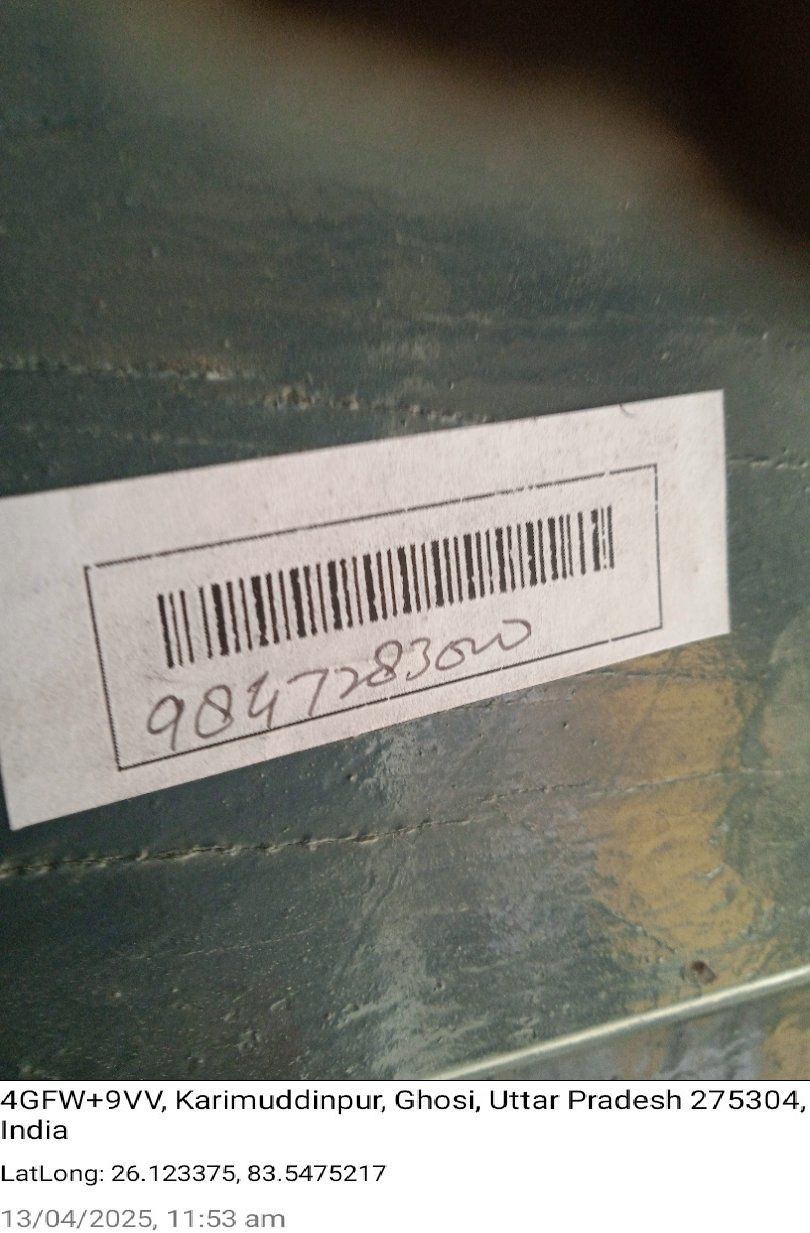 9847283000
4GFW+9VV, Karimuddinpur, Ghosi, Uttar Pradesh 275304,
India
LatLong: 26.123375, 83.5475217
13/04/2025, 11:53 am